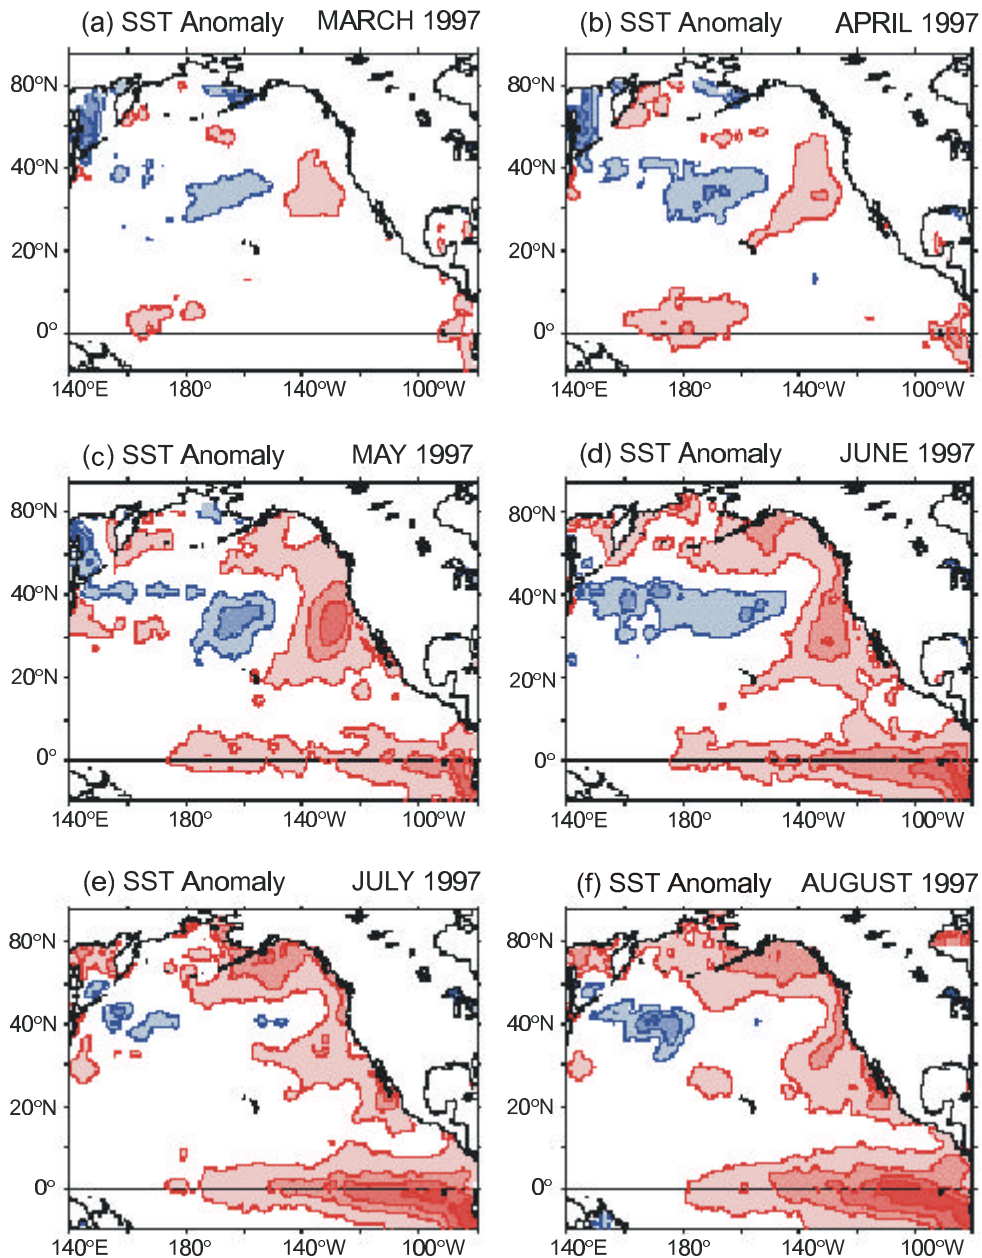 (a) SST Anomaly MARCH 1997 (b) SST Anomaly APRIL 1997
80°N 80°N
40°N 40°N
20°N 20°N
0° 0°
140°E 180° 140°W 100°W 140°E 180° 140°W 100°W
(c) SST Anomaly MAY 1997 (d) SST Anomaly JUNE 1997
80°N 80°N
40°N 40°N
20°N 20°N
0° 0°
140°E 180° 140°W 100°W 140°E 180° 140°W 100°W
(e) SST Anomaly JULY 1997 (f) SST Anomaly AUGUST 1997
80°N 80°N
40°N 40°N
20°N 20°N
0° 0°
140°E 180° 140°W 100°W 140°E 180° 140°W 100°W